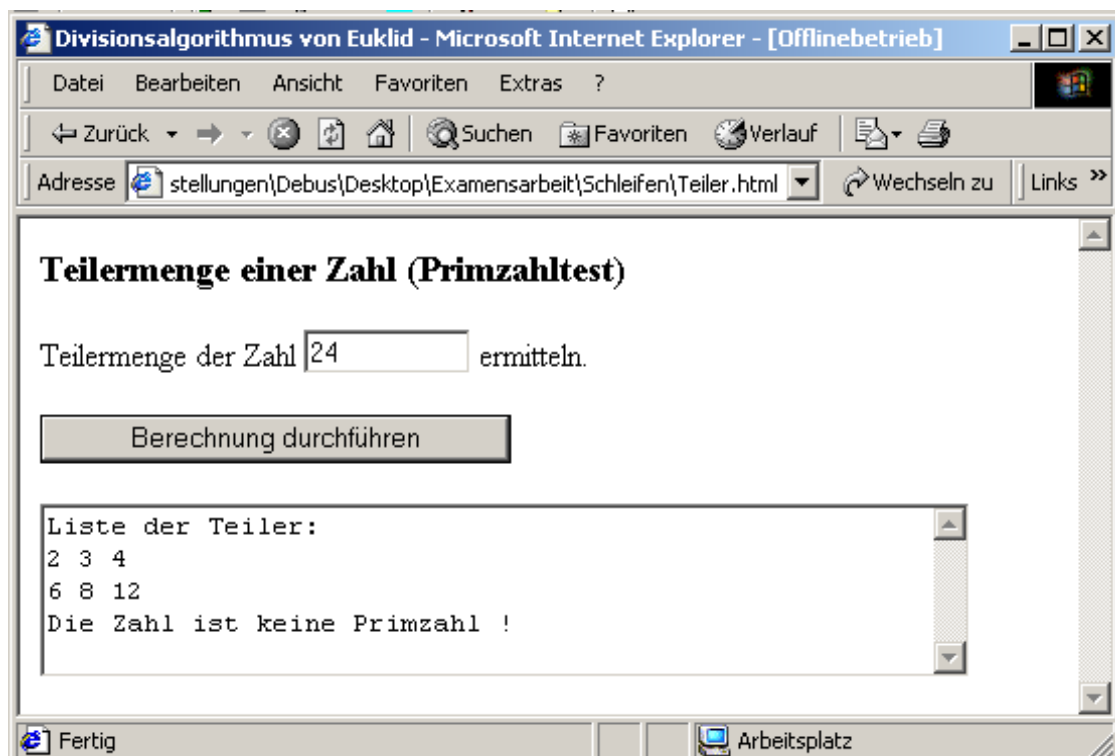 Divisionsalgorithmus von Euklid - Microsoft Internet Explorer - [Offlinebetrieb]
Datei Bearbeiten Ansicht Favoriten Extras ?
Zurück Suchen Favoriten Verlauf
Adresse stellungen\Debus\Desktop\Examensarbeit\Schleifen\Teiler.html Wechseln zu Links »
Teilermenge einer Zahl (Primzahltest)
Teilermenge der Zahl 24 ermitteln.
Berechnung durchführen
Liste der Teiler:
2 3 4
6 8 12
Die Zahl ist keine Primzahl !
Fertig Arbeitsplatz